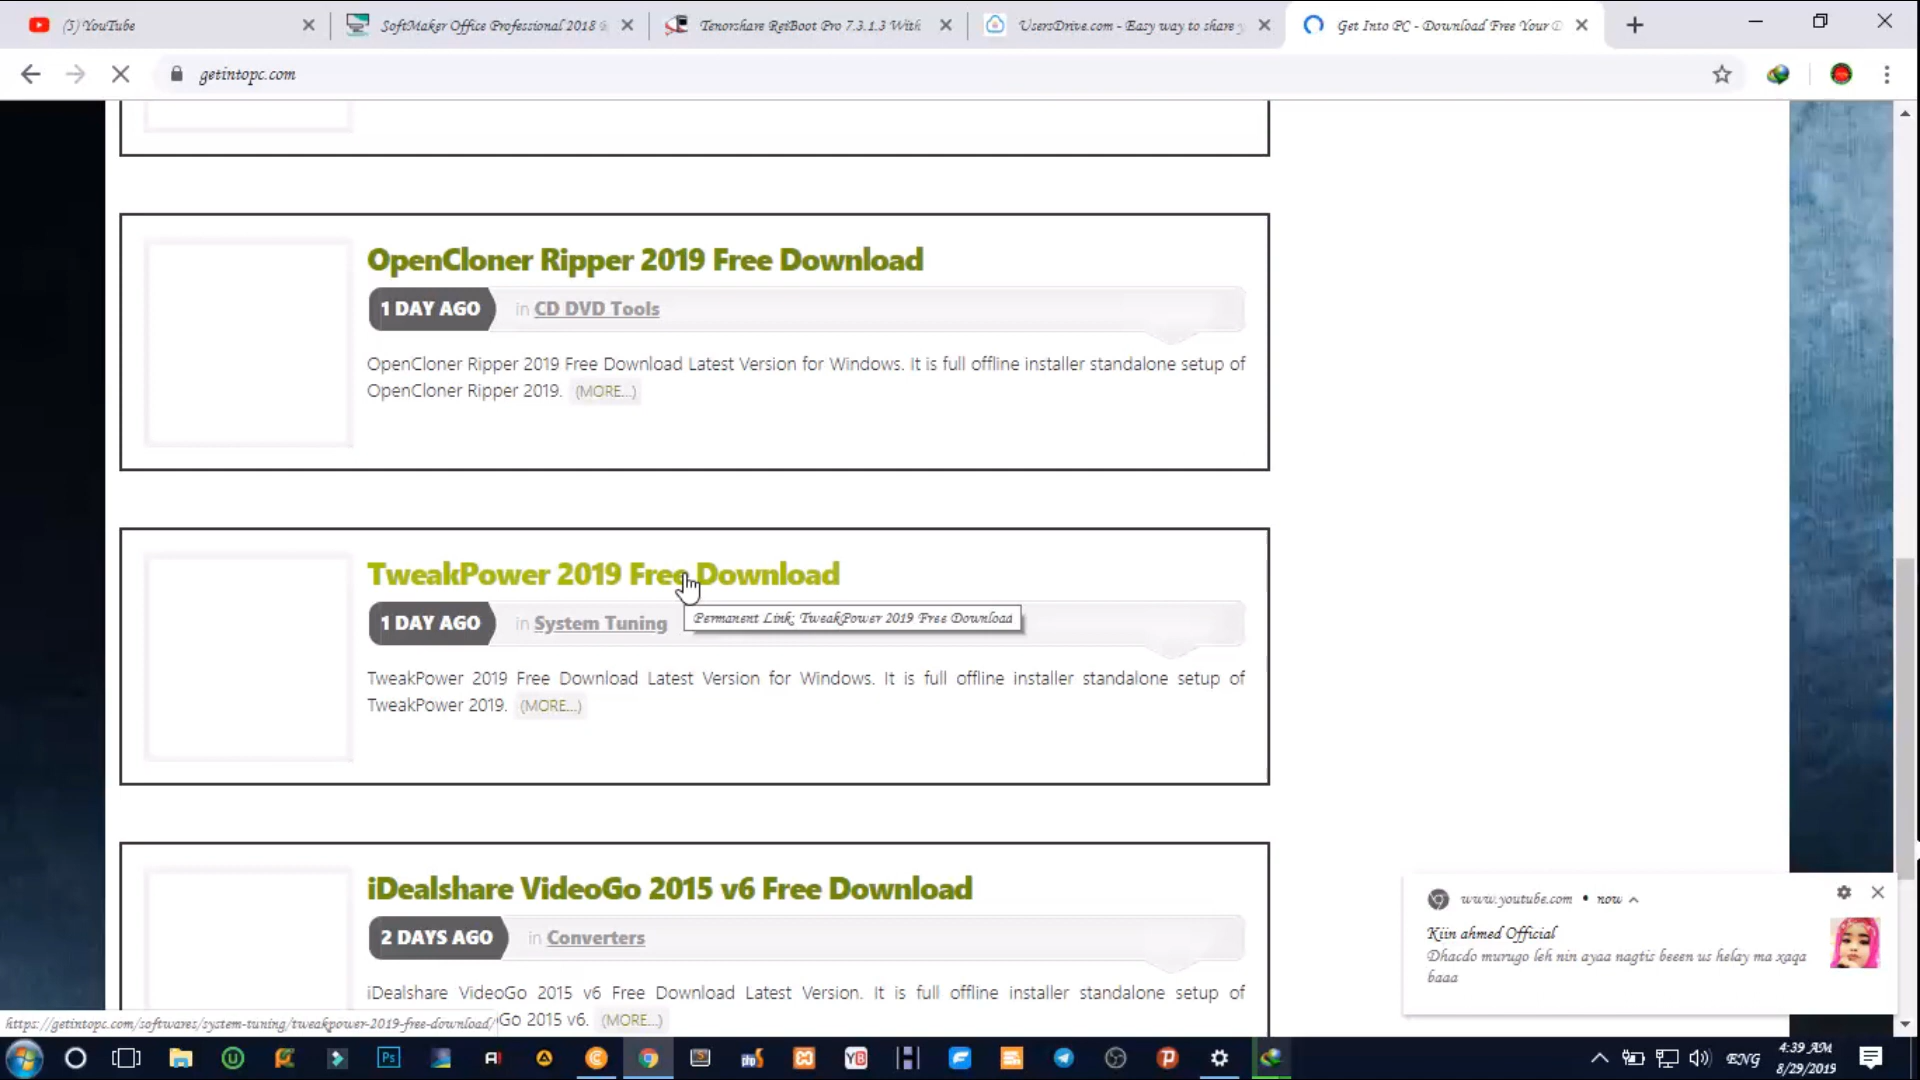 (5) YouTube
SoftMaker Office Professional 2018
Tenorshare ReiBoot Pro 7.3.1.3 With
UsersDrive.com - Easy way to share y
Get Into PC - Download Free Your D
getintopc.com
OpenCloner Ripper 2019 Free Download
1 DAY AGO in CD DVD Tools
OpenCloner Ripper 2019 Free Download Latest Version for Windows. It is full offline installer standalone setup of
OpenCloner Ripper 2019. (MORE...)
TweakPower 2019 Free Download
1 DAY AGO in System Tuning
Permanent Link: TweakPower 2019 Free Download
TweakPower 2019 Free Download Latest Version for Windows. It is full offline installer standalone setup of
TweakPower 2019. (MORE...)
iDealshare VideoGo 2015 v6 Free Download
2 DAYS AGO in Converters
iDealshare VideoGo 2015 v6 Free Download Latest Version. It is full offline installer standalone setup of
Go 2015 v6. (MORE...)
https://getintopc.com/softwares/system-tuning/tweakpower-2019-free-download/
www.youtube.com • now
Kiin ahmed Official
Dhacdo murugo leh nin ayaa nagtis beeen us helay ma xaqa
baaa
Ps
php
YB
ENG
4:39 AM
8/29/2019